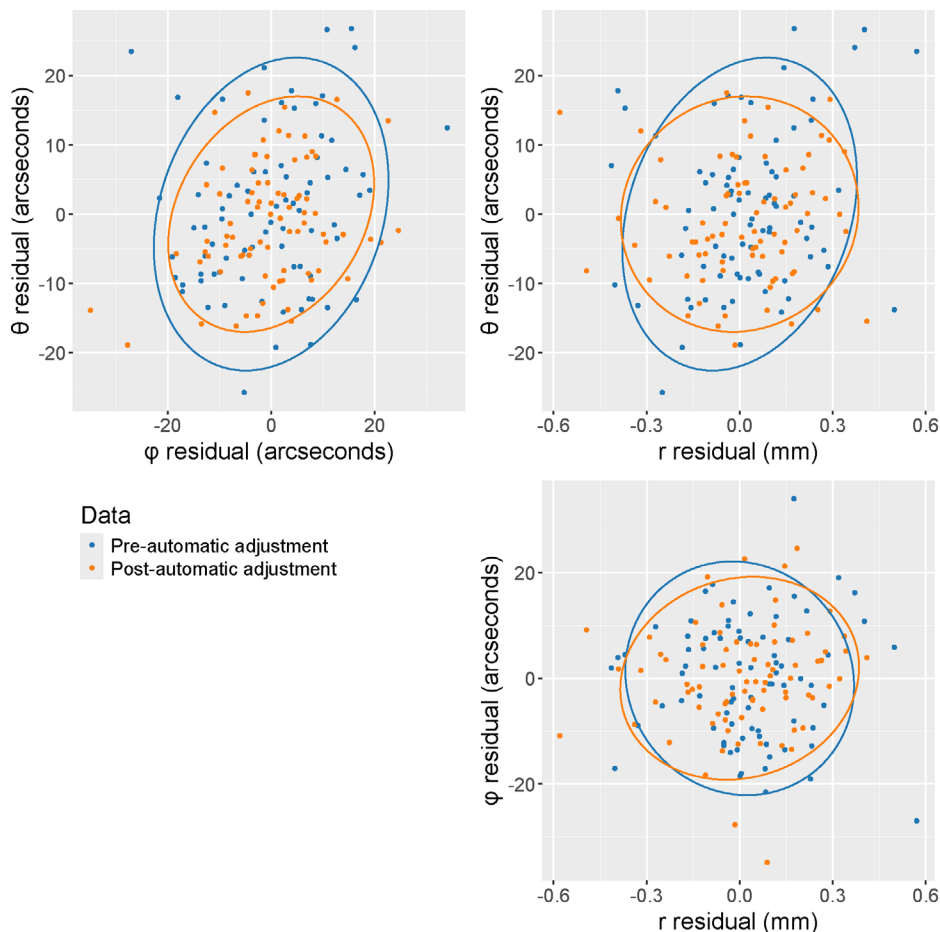 θ residual (arcseconds)
20
10
0
-10
-20
-20
0
20
φ residual (arcseconds)
θ residual (arcseconds)
20
10
0
-10
-20
-0.6
-0.3
0.0
0.3
0.6
r residual (mm)
Data
Pre-automatic adjustment
Post-automatic adjustment
φ residual (arcseconds)
20
0
-20
-0.6
-0.3
0.0
0.3
0.6
r residual (mm)